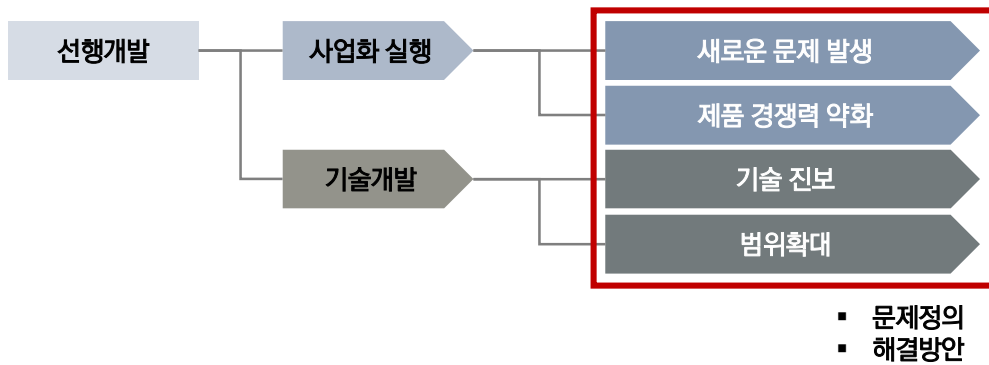 선행개발
사업화 실행
기술개발
새로운 문제 발생
제품 경쟁력 약화
기술 진보
범위확대
▪ 문제정의
▪ 해결방안